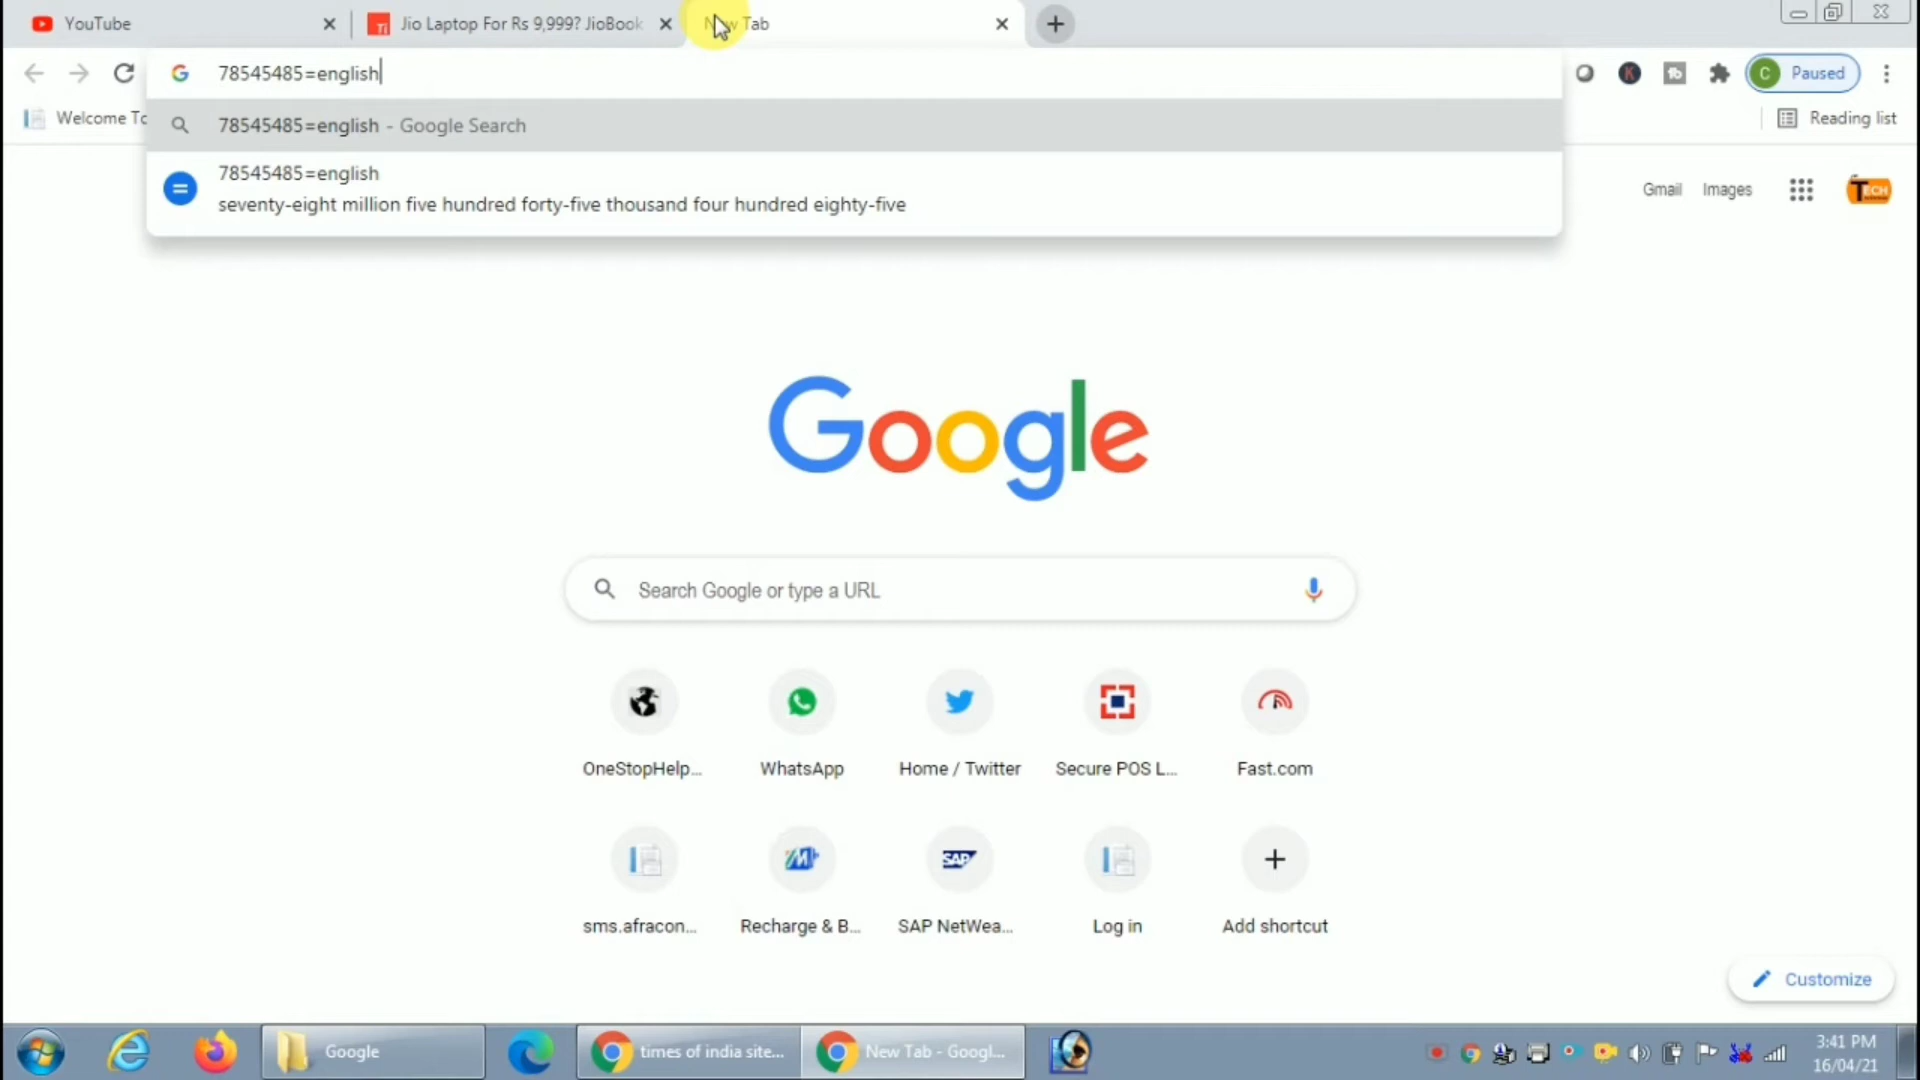 YouTube
Jio Laptop For Rs 9,999? JioBook
New Tab
78545485=english
Paused
78545485=english - Google Search
78545485=english
seventy-eight million five hundred forty-five thousand four hundred eighty-five
Welcome To
Reading list
Gmail
Images
TECH
Google
Search Google or type a URL
OneStopHelp...
WhatsApp
Home / Twitter
Secure POS L...
Fast.com
SAP
sms.afracon...
Recharge & B...
SAP NetWea...
Log in
Add shortcut
Customize
Google
times of india site...
New Tab - Googl...
3:41 PM
16/04/21